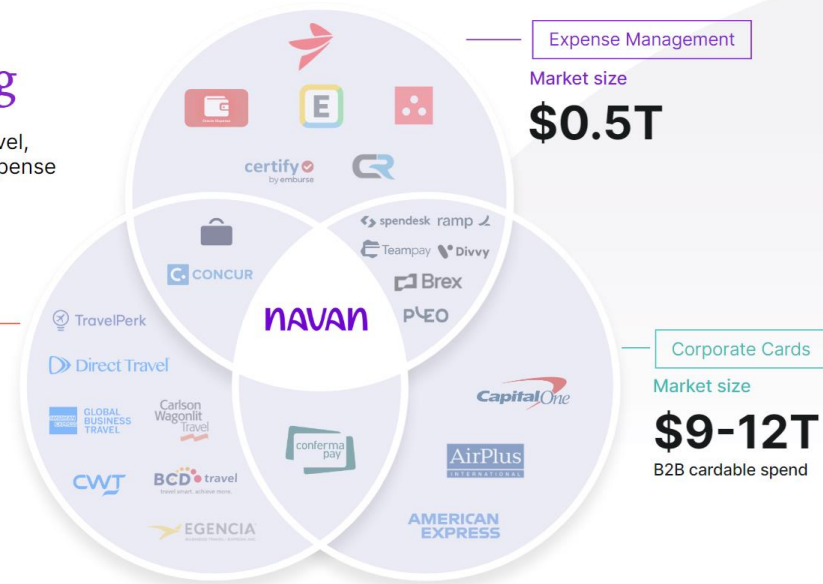 g
vel,
pense
Expense Management
Market size
$0.5T
E
certify
by emburse
CR
spendesk ramp
Teampay Divvy
Brex
PLEO
C. CONCUR
NAVAN
TravelPerk
Direct Travel
GLOBAL
BUSINESS
TRAVEL
Carlson
Wagonlit
Travel
CWT
BCD travel
travel smart. achieve more.
EGENCIA
conferma
pay
Capital One
AirPlus
INTERNATIONAL
AMERICAN
EXPRESS
Corporate Cards
Market size
$9-12T
B2B cardable spend